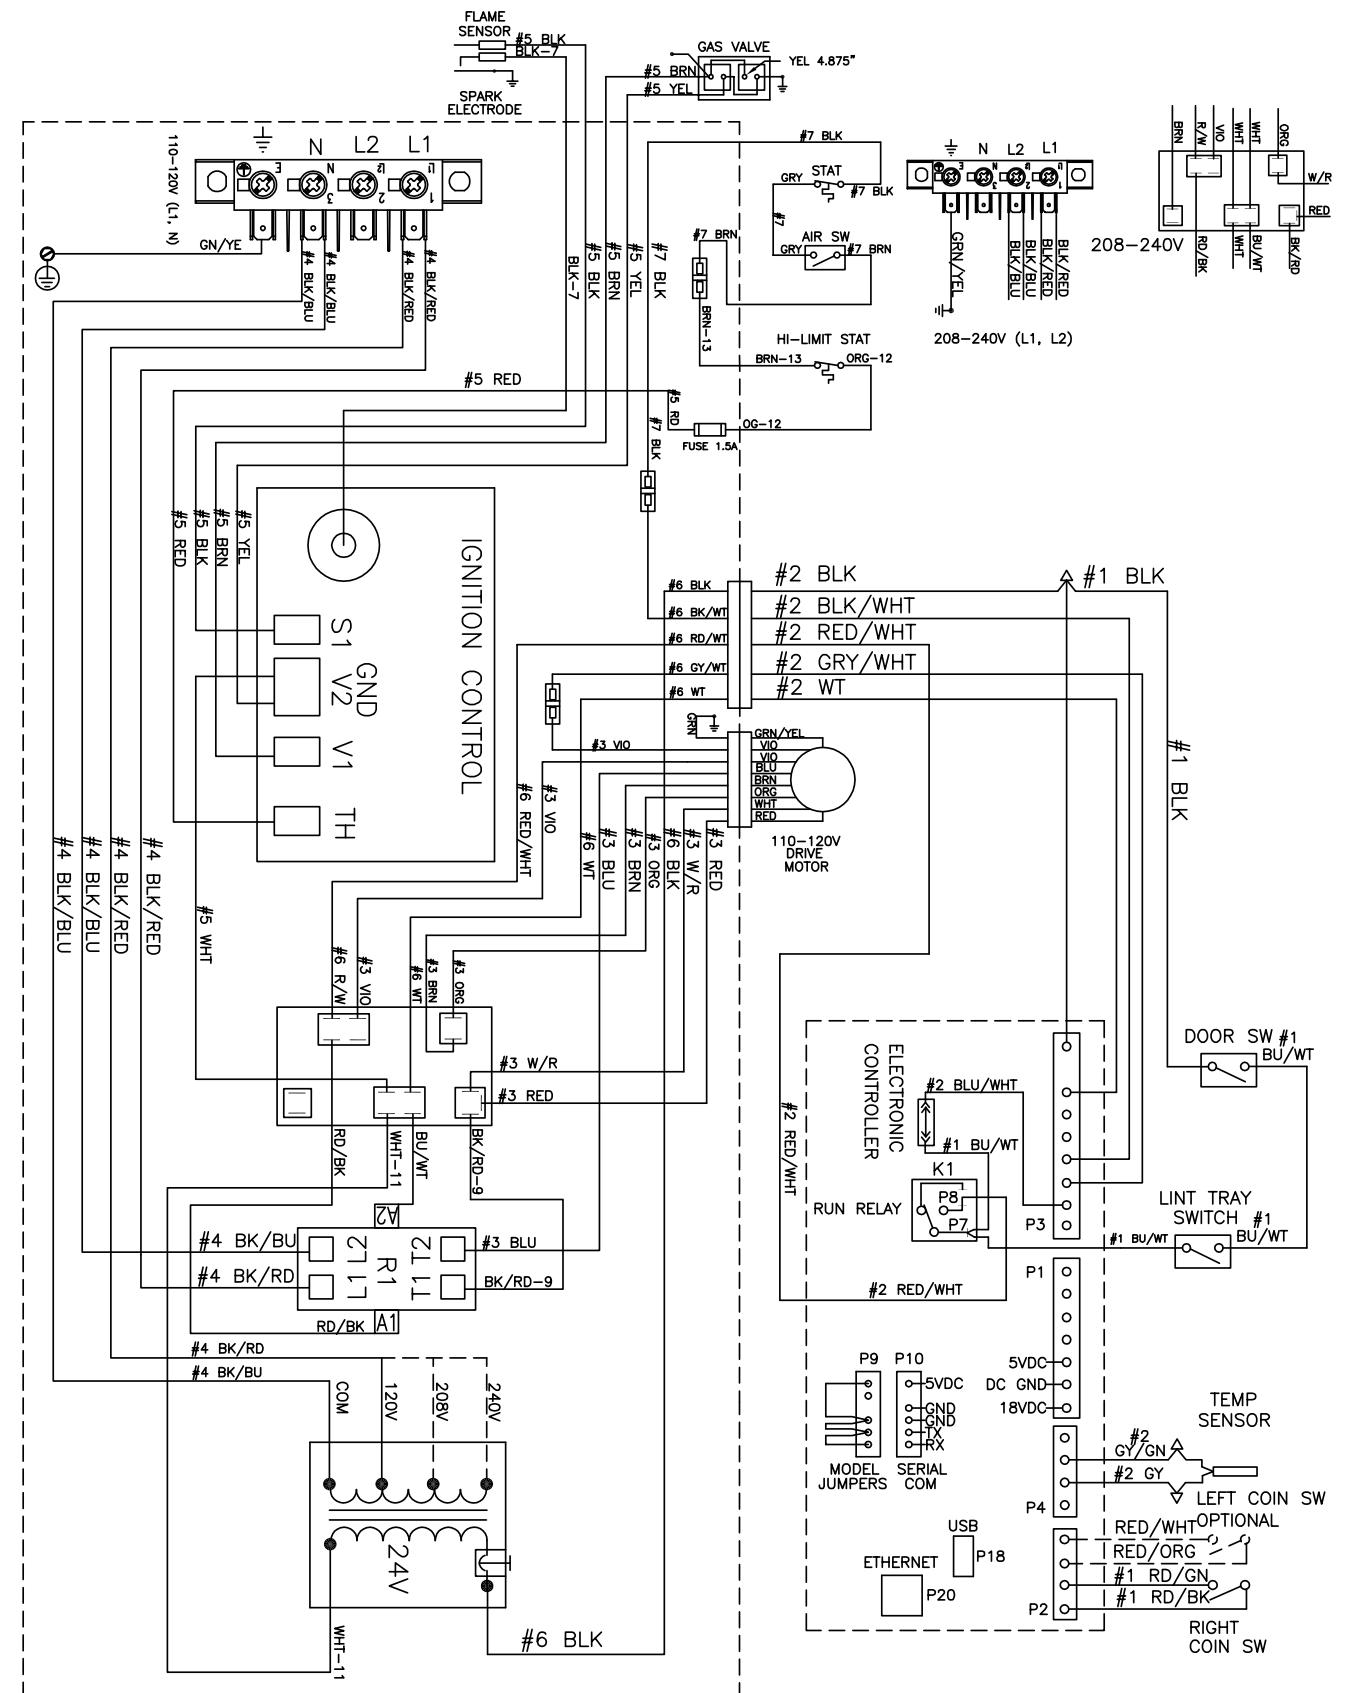 FLAME
SENSOR
#5 BLK
BLK-7
SPARK
ELECTRODE
GAS VALVE
YEL 4.875"
#5 BRN
#5 YEL
110-120V (L1, N)
N
L2
L1
E
N
L2
L1
3
2
1
GN/YE
#4 BLK/BLU
#4 BLK/BLU
#4 BLK/RED
#4 BLK/RED
BLK-7
#5 BLK
#5 BRN
#5 YEL
#7 BLK
#7 BLK
STAT
GRY
#7 BLK
#7
#7 BRN
AIR SW
GRY
#7 BRN
BRN-13
HI-LIMIT STAT
BRN-13
ORG-12
#5 RED
#5 RD
OG-12
FUSE 1.5A
#7 BLK
N
L2
L1
E
N
L2
L1
3
2
1
GRN/YEL
BLK/BLU
BLK/BLU
BLK/RED
BLK/RED
208-240V (L1, L2)
BRN
R/W
VIO
WHT
WHT
ORG
W/R
RED
208-240V
RD/BK
WHT
BU/WT
BK/RD
#5 RED
#5 BLK
#5 BRN
#5 YEL
IGNITION CONTROL
S1
GND
V2
V1
TH
#6 BLK
#6 BK/WT
#6 RD/WT
#6 GY/WT
#6 WT
#2 BLK
#2 BLK/WHT
#2 RED/WHT
#2 GRY/WHT
#2 WT
#1 BLK
#1 BLK
GRN
#3 VIO
GRN/YEL
VIO
VIO
BLU
BRN
ORG
WHT
RED
110-120V
DRIVE
MOTOR
#6 RED/WHT
#3 VIO
#6 WT
#3 BLU
#3 BRN
#3 ORG
#6 BLK
#3 W/R
#3 RED
#4 BLK/BLU
#4 BLK/BLU
#4 BLK/RED
#4 BLK/RED
#5 WHT
#6 R/W
#3 VIO
#6 WT
#3 BRN
#3 ORG
#3 W/R
#3 RED
RD/BK
WHT-11
BU/WT
BK/RD-9
A2
#4 BK/BU
#4 BK/RD
L2
L1
R1
T2
T1
#3 BLU
BK/RD-9
RD/BK
A1
#4 BK/RD
#4 BK/BU
COM
120V
208V
240V
24V
WHT-11
#6 BLK
ELECTRONIC
CONTROLLER
#2 BLU/WHT
#1 BU/WT
K1
RUN RELAY
P8
P7
P3
#2 RED/WHT
#2 RED/WHT
DOOR SW
#1
BU/WT
LINT TRAY
SWITCH
#1
BU/WT
#1 BU/WT
P1
5VDC
DC GND
18VDC
P9
P10
5VDC
GND
GND
TX
RX
MODEL
JUMPERS
SERIAL
COM
TEMP
SENSOR
#2
GY/GN
#2 GY
P4
LEFT COIN SW
OPTIONAL
RED/WHT
RED/ORG
#1 RD/GN
#1 RD/BK
P2
RIGHT
COIN SW
USB
P18
ETHERNET
P20